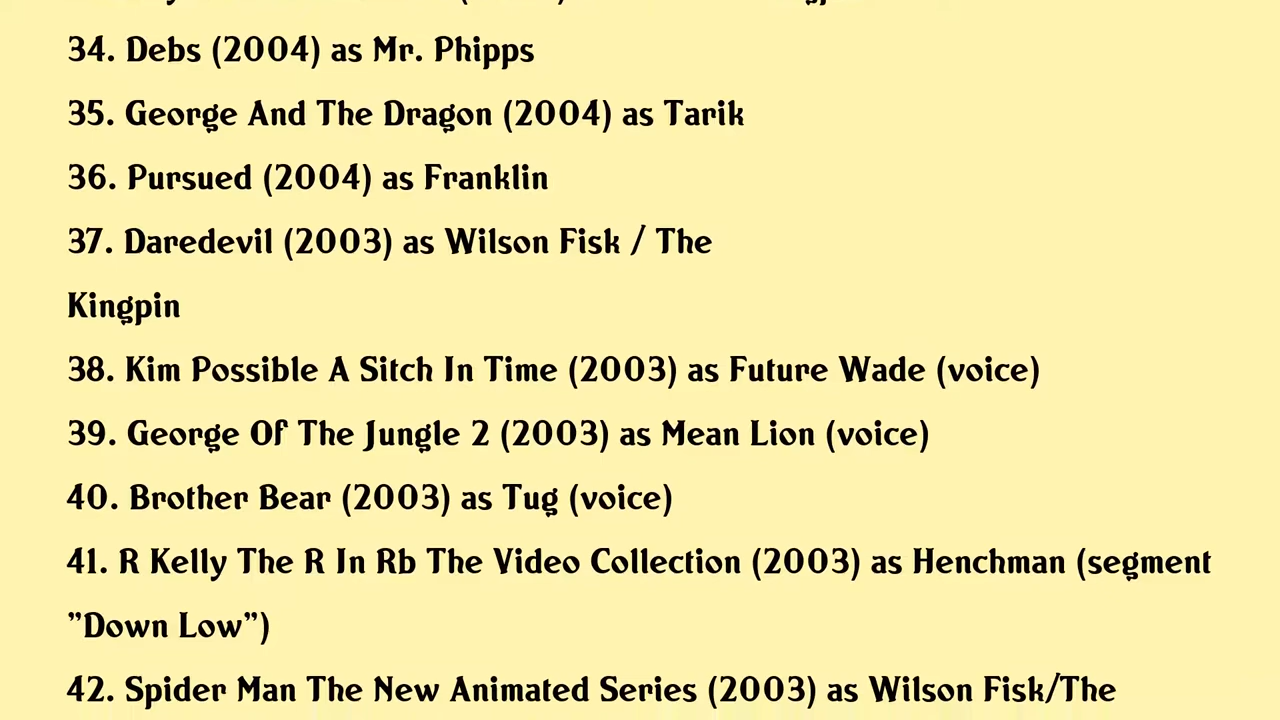 34. Debs (2004) as Mr. Phipps
35. George And The Dragon (2004) as Tarik
36. Pursued (2004) as Franklin
37. Daredevil (2003) as Wilson Fisk / The
Kingpin
38. Kim Possible A Sitch In Time (2003) as Future Wade (voice)
39. George Of The Jungle 2 (2003) as Mean Lion (voice)
40. Brother Bear (2003) as Tug (voice)
41. R Kelly The R In Rb The Video Collection (2003) as Henchman (segment
"Down Low")
42. Spider Man The New Animated Series (2003) as Wilson Fisk/The